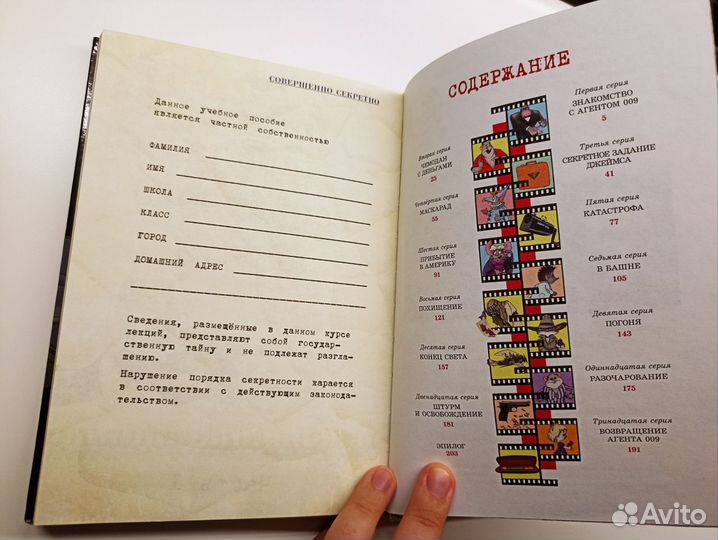 СОВЕРШЕННО СЕКРЕТНО
Данное учебное пособие
является частной собственностью
ФАМИЛИЯ
ИМЯ
ШКОЛА
КЛАСС
ГОРОД
ДОМАШНИЙ АДРЕС
Сведения, размещённые в данном курсе
лекций, представляют собой государ-
ственную тайну и не подлежат разгла-
шению.
Нарушение порядка секретности карается
в соответствии с действующим законода-
тельством.
СОДЕРЖАНИЕ
Первая серия
ЗНАКОМСТВО
С АГЕНТОМ 009
5
Вторая серия
ЧЕМОДАН
С ДЕНЬГАМИ
25
Третья серия
СЕКРЕТНОЕ ЗАДАНИЕ
ДЖЕЙМСА
41
Четвёртая серия
МАСКАРАД
55
Пятая серия
КАТАСТРОФА
77
Шестая серия
ПРИБЫТИЕ
В АМЕРИКУ
91
Седьмая серия
В ВАШНЕ
105
Восьмая серия
ПОХИЩЕНИЕ
121
Девятая серия
ПОГОНЯ
143
Десятая серия
КОНЕЦ СВЕТА
157
Одиннадцатая серия
РАЗОЧАРОВАНИЕ
175
Двенадцатая серия
ШТУРМ
И ОСВОБОЖДЕНИЕ
181
Тринадцатая серия
ВОЗВРАЩЕНИЕ
АГЕНТА 009
191
ЭПИЛОГ
203
Avito